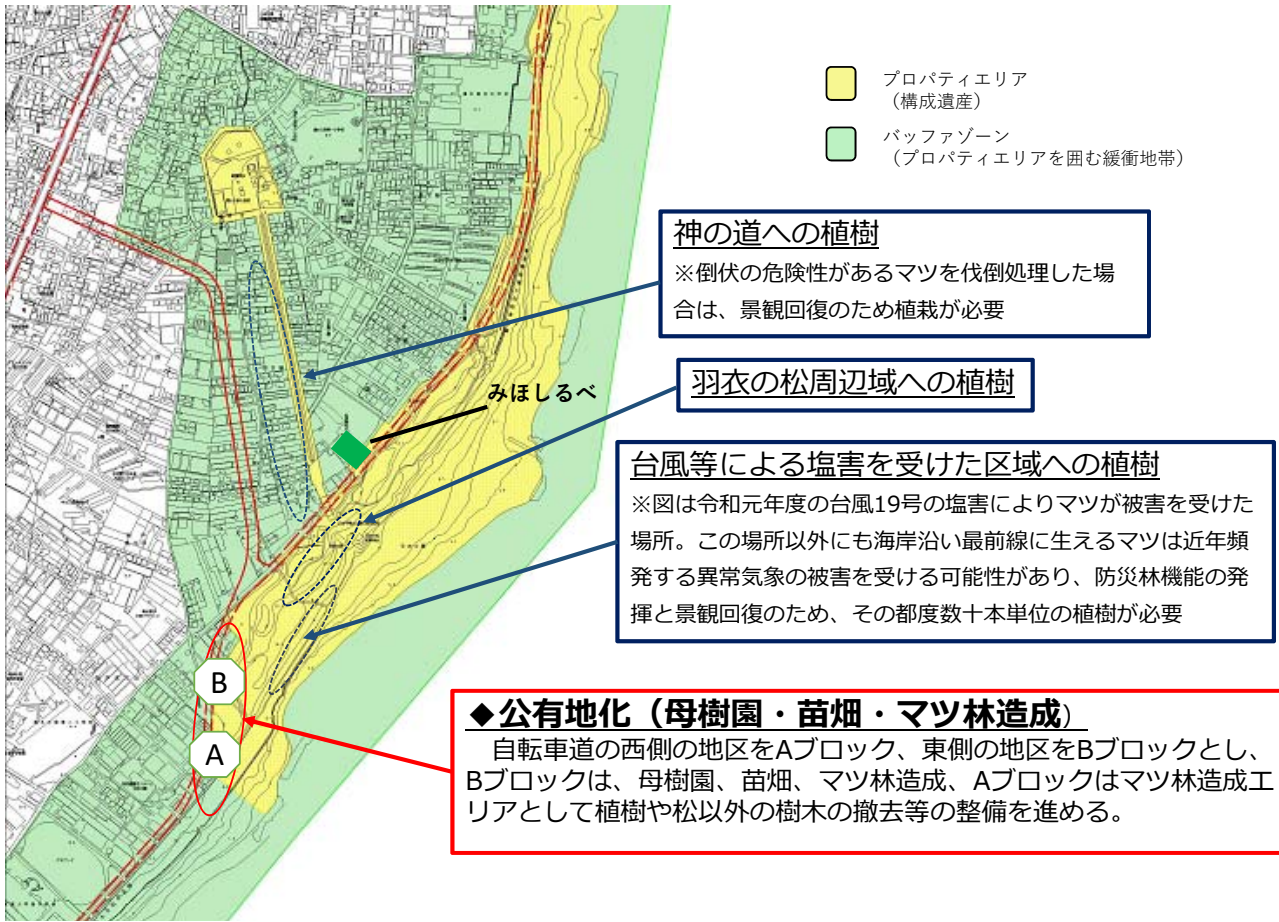 プロパティエリア
（構成遺産）
バッファゾーン
（プロパティエリアを囲む緩衝地帯）
神の道への植樹
※倒伏の危険性があるマツを伐倒処理した場
合は、景観回復のため植栽が必要
みほしるべ
羽衣の松周辺域への植樹
台風等による塩害を受けた区域への植樹
※図は令和元年度の台風19号の塩害によりマツが被害を受けた
場所。この場所以外にも海岸沿い最前線に生えるマツは近年頻
発する異常気象の被害を受ける可能性があり、防災林機能の発
揮と景観回復のため、その都度数十本単位の植樹が必要
B
A
◆公有地化（母樹園・苗畑・マツ林造成）
自転車道の西側の地区をAブロック、東側の地区をBブロックとし、
Bブロックは、母樹園、苗畑、マツ林造成、Aブロックはマツ林造成エ
リアとして植樹や松以外の樹木の撤去等の整備を進める。